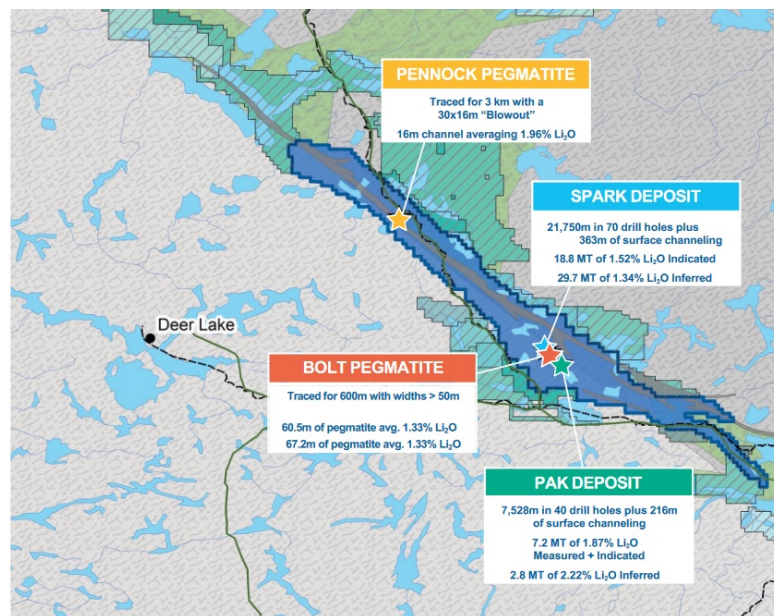 PENNOCK PEGMATITE
Traced for 3 km with a
30x16m “Blowout”
16m channel averaging 1.96% Li₂O
SPARK DEPOSIT
21,750m in 70 drill holes plus
363m of surface channeling
18.8 MT of 1.52% Li₂O Indicated
29.7 MT of 1.34% Li₂O Inferred
Deer Lake
BOLT PEGMATITE
Traced for 600m with widths > 50m
60.5m of pegmatite avg. 1.33% Li₂O
67.2m of pegmatite avg. 1.33% Li₂O
PAK DEPOSIT
7,528m in 40 drill holes plus 216m
of surface channeling
7.2 MT of 1.87% Li₂O
Measured + Indicated
2.8 MT of 2.22% Li₂O Inferred